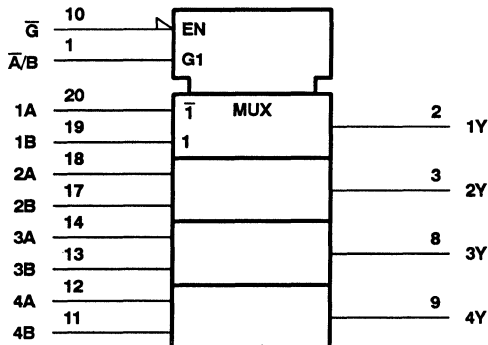 G̅ 10 EN
A̅/B 1 G1
1A 20 1̅ MUX
1B 19 1
2 1Y
2A 18
2B 17
3 2Y
3A 14
3B 13
8 3Y
4A 12
4B 11
9 4Y